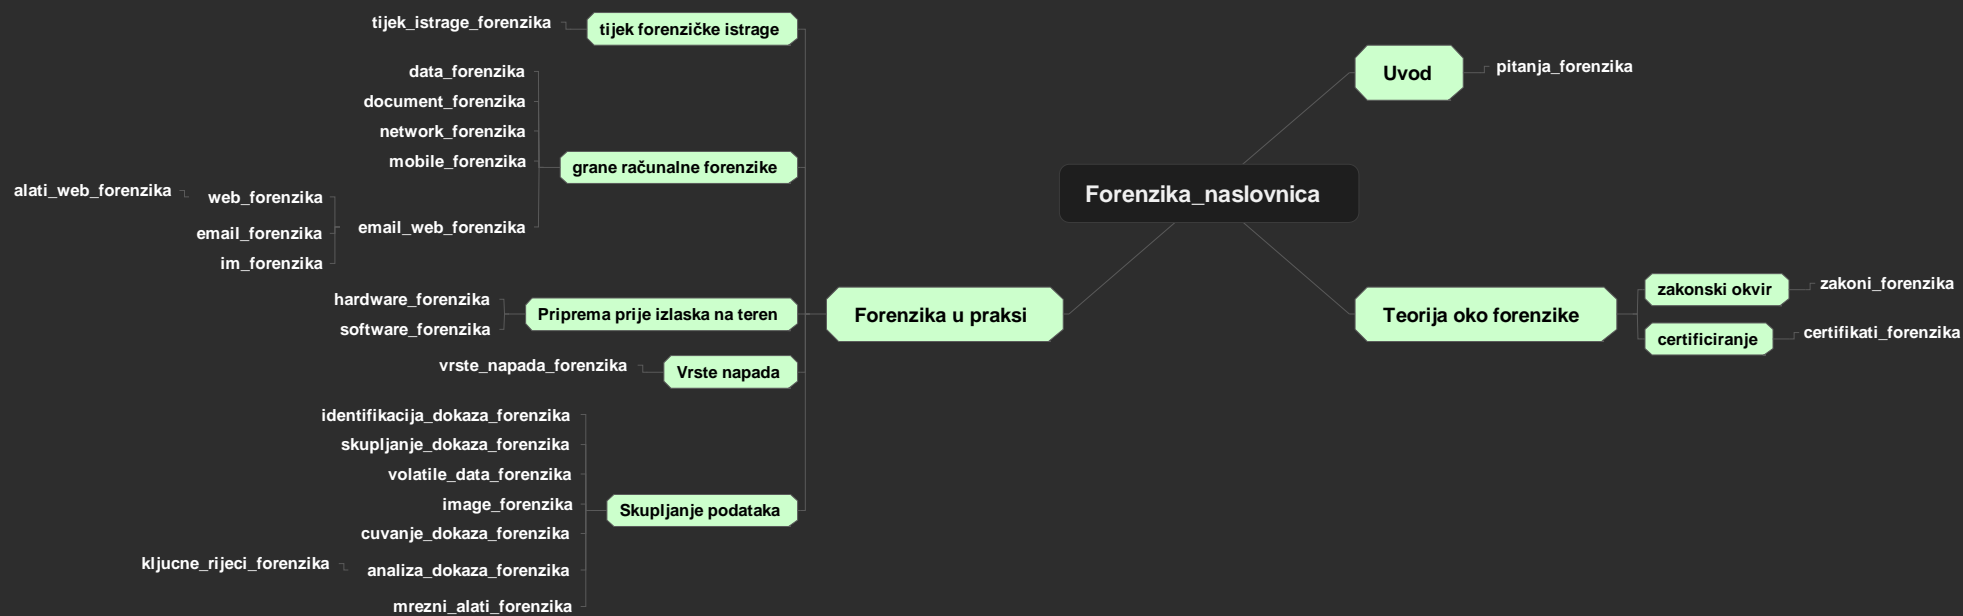 Forenzika_naslovnica
Uvod
pitanja_forenzika
Teorija oko forenzike
zakonski okvir
zakoni_forenzika
certificiranje
certifikati_forenzika
Forenzika u praksi
tijek forenzičke istrage
tijek_istrage_forenzika
grane računalne forenzike
data_forenzika
document_forenzika
network_forenzika
mobile_forenzika
email_web_forenzika
web_forenzika
alati_web_forenzika
email_forenzika
im_forenzika
Priprema prije izlaska na teren
hardware_forenzika
software_forenzika
Vrste napada
vrste_napada_forenzika
Skupljanje podataka
identifikacija_dokaza_forenzika
skupljanje_dokaza_forenzika
volatile_data_forenzika
image_forenzika
cuvanje_dokaza_forenzika
analiza_dokaza_forenzika
kljucne_rijeci_forenzika
mrezni_alati_forenzika